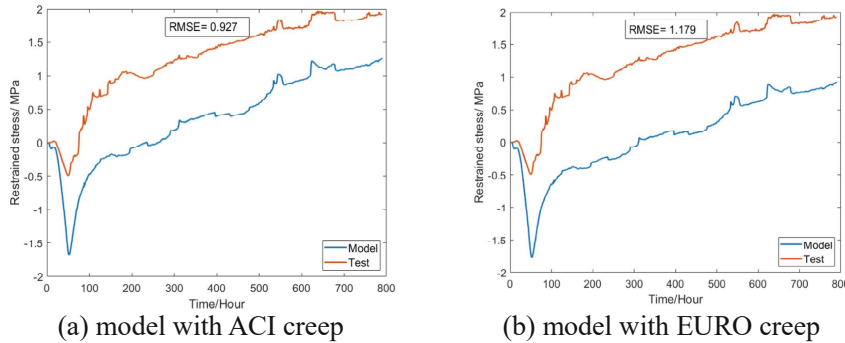 RMSE= 0.927
Restrained stress/ MPa
2
1.5
1
0.5
0
-0.5
-1
-1.5
-2
0 100 200 300 400 500 600 700 800
Time/Hour
Model
Test
(a) model with ACI creep
RMSE= 1.179
Restrained stress/ MPa
2
1.5
1
0.5
0
-0.5
-1
-1.5
-2
0 100 200 300 400 500 600 700 800
Time/Hour
Model
Test
(b) model with EURO creep